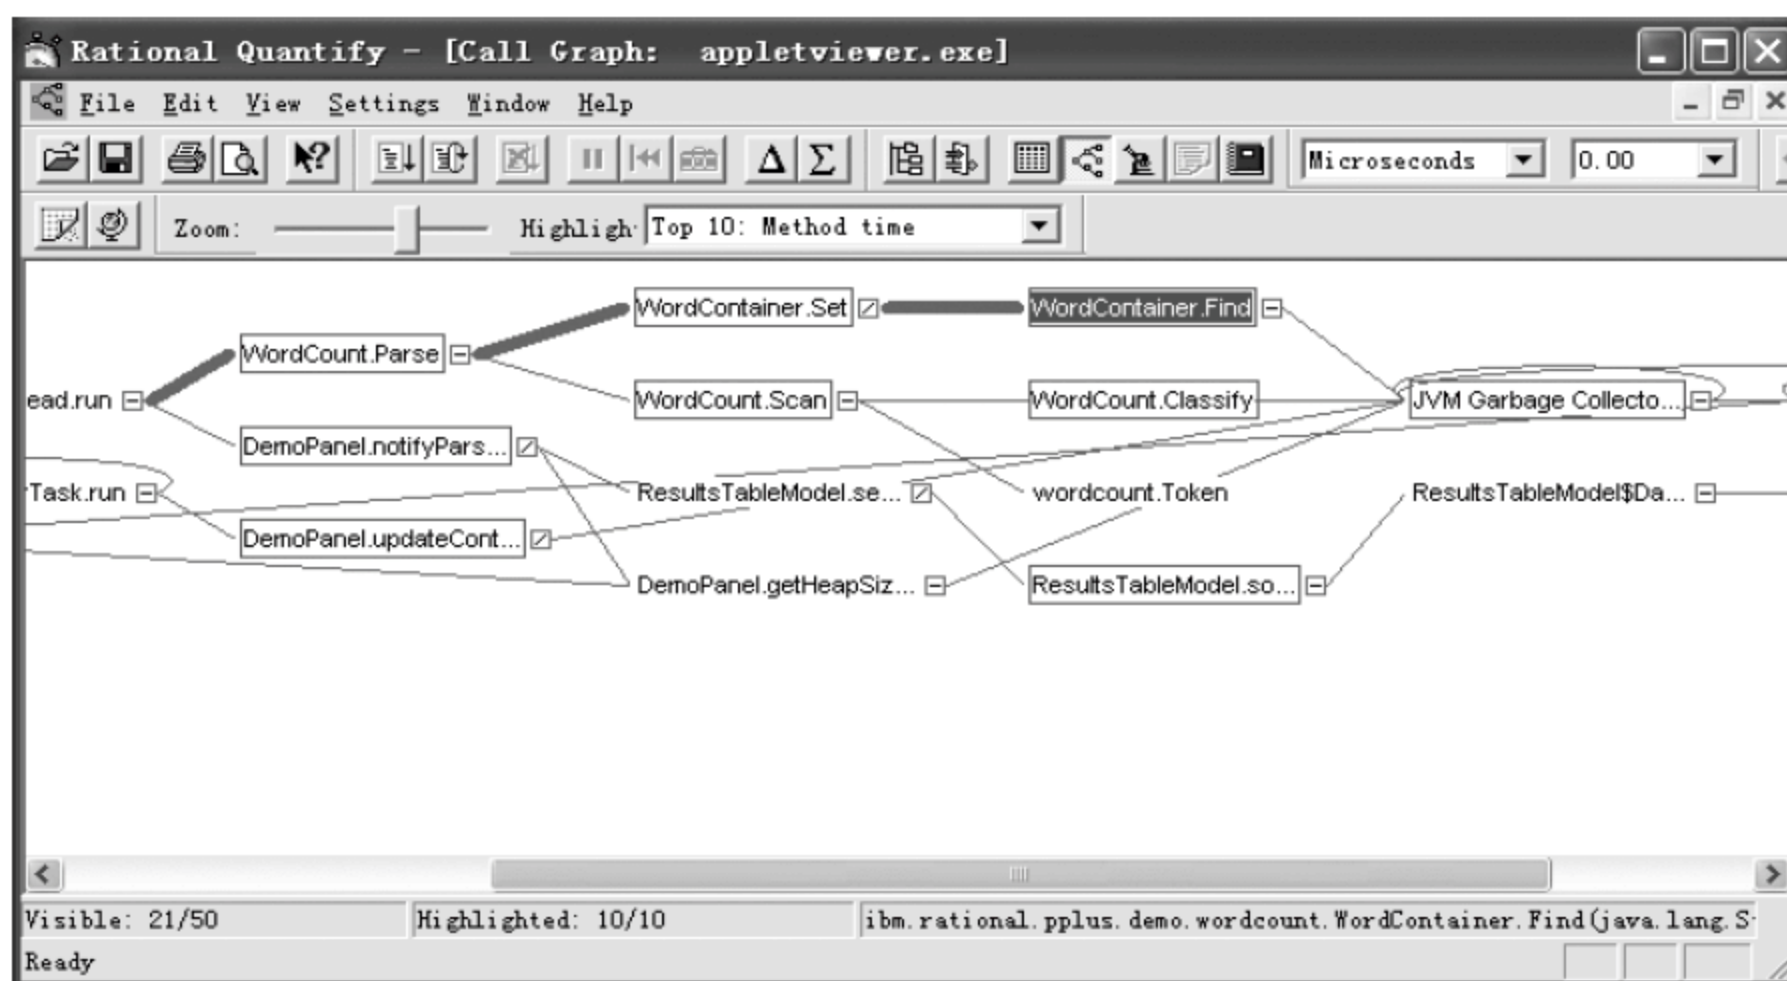 Rational Quantify - [Call Graph: appletviewer.exe]
File Edit View Settings Window Help
Microseconds 0.00
Zoom: Highligh Top 10: Method time
WordContainer.Set WordContainer.Find
WordCount.Parse
ead.run WordCount.Scan WordCount.Classify JVM Garbage Collecto...
DemoPanel.notifyPars...
Task.run ResultsTableModel.se... wordcount.Token ResultsTableModel$Da...
DemoPanel.updateCont...
DemoPanel.getHeapSiz... ResultsTableModel.so...
Visible: 21/50 Highlighted: 10/10 ibm.rational.pplus.demo.wordcount.WordContainer.Find(java.lang.S
Ready